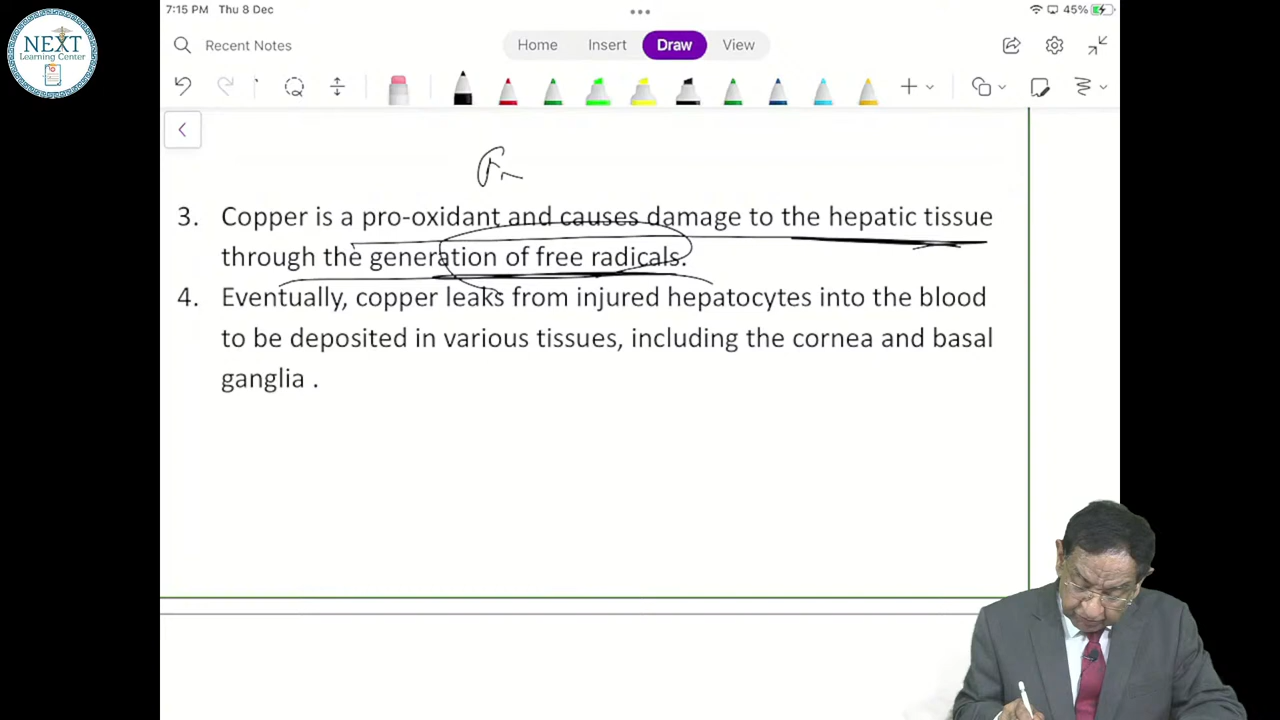 7:15 PM Thu 8 Dec
45%
NEXT
Learning Center
Recent Notes
Home Insert Draw View
3. Copper is a pro-oxidant and causes damage to the hepatic tissue
through the generation of free radicals.
4. Eventually, copper leaks from injured hepatocytes into the blood
to be deposited in various tissues, including the cornea and basal
ganglia .